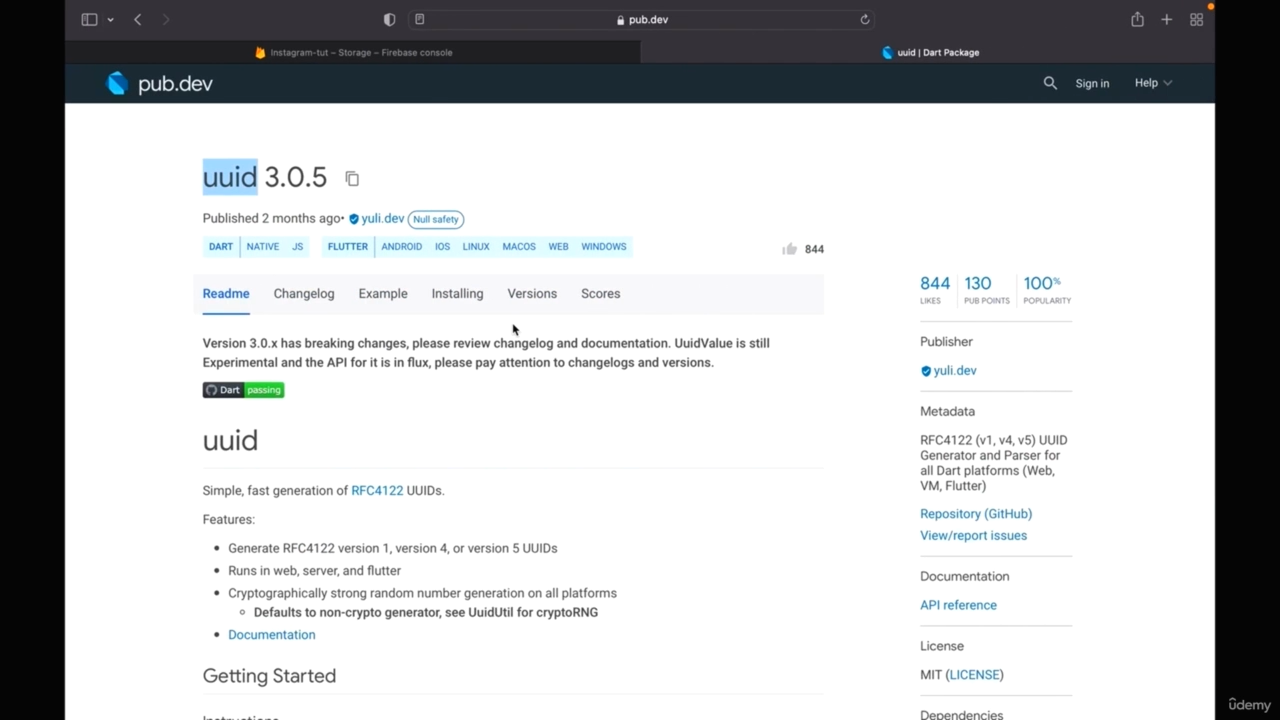 pub.dev
Instagram-tut – Storage – Firebase console
uuid | Dart Package
pub.dev
Sign in
Help
uuid 3.0.5
Published 2 months ago• yuli.dev Null safety
DART NATIVE JS FLUTTER ANDROID IOS LINUX MACOS WEB WINDOWS
844
Readme Changelog Example Installing Versions Scores
Version 3.0.x has breaking changes, please review changelog and documentation. UuidValue is still
Experimental and the API for it is in flux, please pay attention to changelogs and versions.
Dart passing
uuid
Simple, fast generation of RFC4122 UUIDs.
Features:
• Generate RFC4122 version 1, version 4, or version 5 UUIDs
• Runs in web, server, and flutter
• Cryptographically strong random number generation on all platforms
◦ Defaults to non-crypto generator, see UuidUtil for cryptoRNG
• Documentation
Getting Started
Instructions
844 130 100%
LIKES PUB POINTS POPULARITY
Publisher
yuli.dev
Metadata
RFC4122 (v1, v4, v5) UUID
Generator and Parser for
all Dart platforms (Web,
VM, Flutter)
Repository (GitHub)
View/report issues
Documentation
API reference
License
MIT (LICENSE)
Dependencies
ûdemy